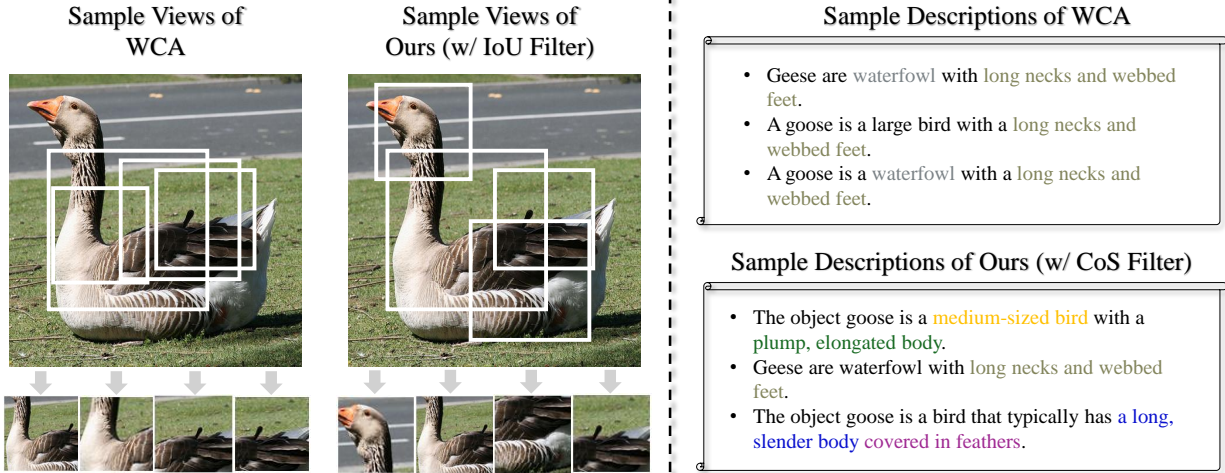 Sample Views of
WCA
Sample Views of
Ours (w/ IoU Filter)
Sample Descriptions of WCA
• Geese are waterfowl with long necks and webbed
feet.
• A goose is a large bird with a long necks and
webbed feet.
• A goose is a waterfowl with a long necks and
webbed feet.
Sample Descriptions of Ours (w/ CoS Filter)
• The object goose is a medium-sized bird with a
plump, elongated body.
• Geese are waterfowl with long necks and webbed
feet.
• The object goose is a bird that typically has a long,
slender body covered in feathers.